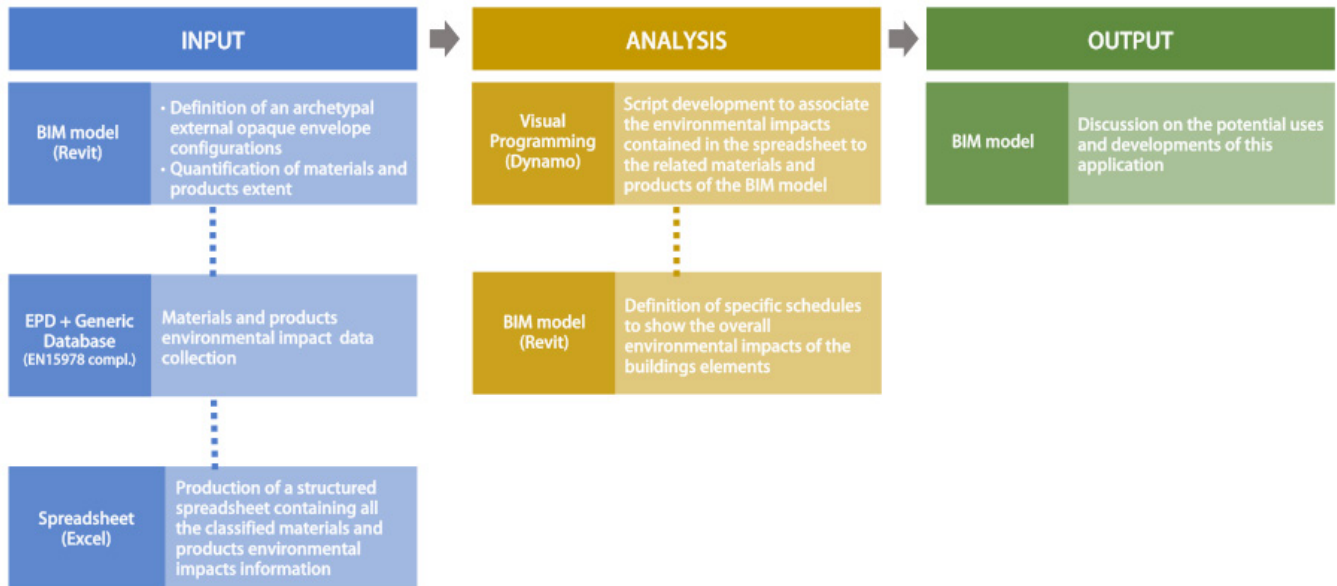 INPUT
BIM model
(Revit)
• Definition of an archetypal
external opaque envelope
configurations
• Quantification of materials and
products extent
EPD + Generic
Database
(EN15978 compl.)
Materials and products
environmental impact data
collection
Spreadsheet
(Excel)
Production of a structured
spreadsheet containing all
the classified materials and
products environmental
impacts information
ANALYSIS
Visual
Programming
(Dynamo)
Script development to associate
the environmental impacts
contained in the spreadsheet to
the related materials and
products of the BIM model
BIM model
(Revit)
Definition of specific schedules
to show the overall
environmental impacts of the
buildings elements
OUTPUT
BIM model
Discussion on the potential uses
and developments of this
application